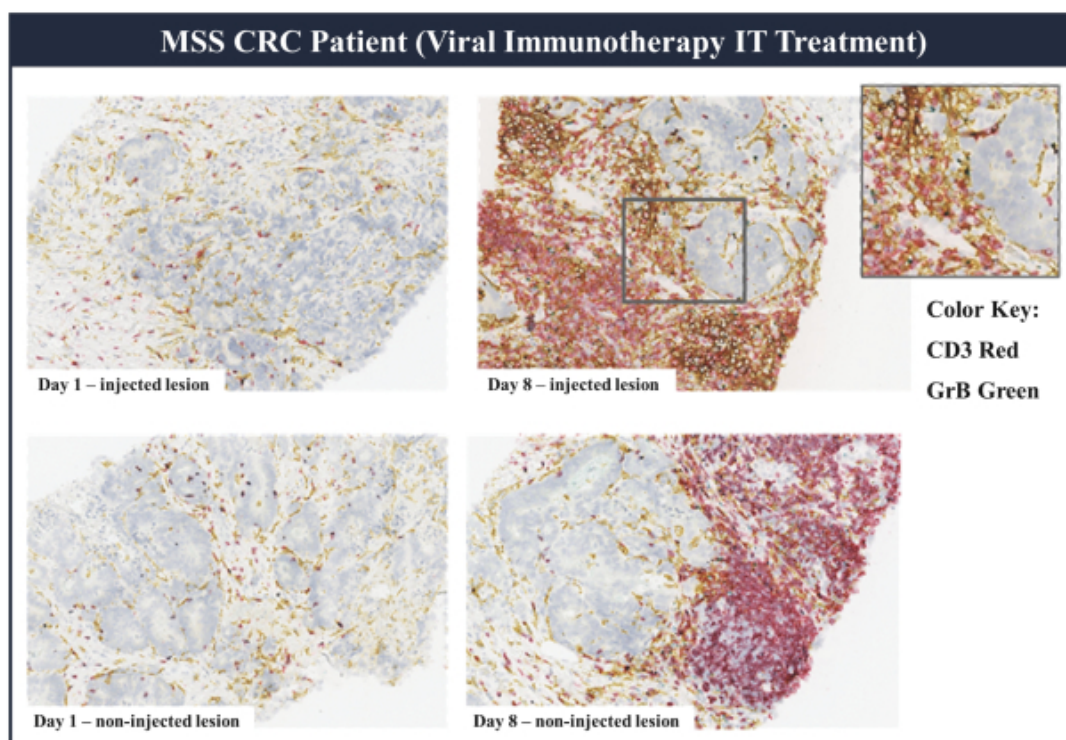 MSS CRC Patient (Viral Immunotherapy IT Treatment)
Day 1 – injected lesion
Day 8 – injected lesion
Color Key:
CD3 Red
GrB Green
Day 1 – non-injected lesion
Day 8 – non-injected lesion